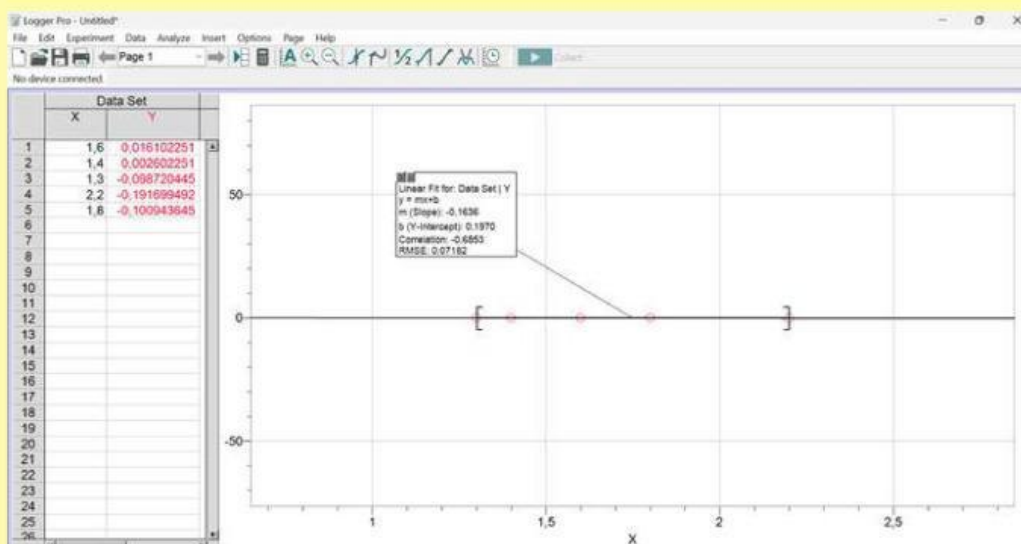 Logger Pro - Untitled*
File Edit Experiment Data Analyze Insert Options Page Help
Page 1
Collect
No device connected.
Data Set
X Y
1 1,6 0,016102251
2 1,4 0,002602251
3 1,3 -0,098720445
4 2,2 -0,191699492
5 1,8 -0,100943645
6
7
8
9
10
11
12
13
14
15
16
17
18
19
20
21
22
23
24
25
26
Linear Fit for: Data Set | Y
y = mx+b
m (Slope): -0,1636
b (Y-Intercept): 0,1970
Correlation: -0,6853
RMSE: 0,07162
50
0
-50
1 1,5 2 2,5
X